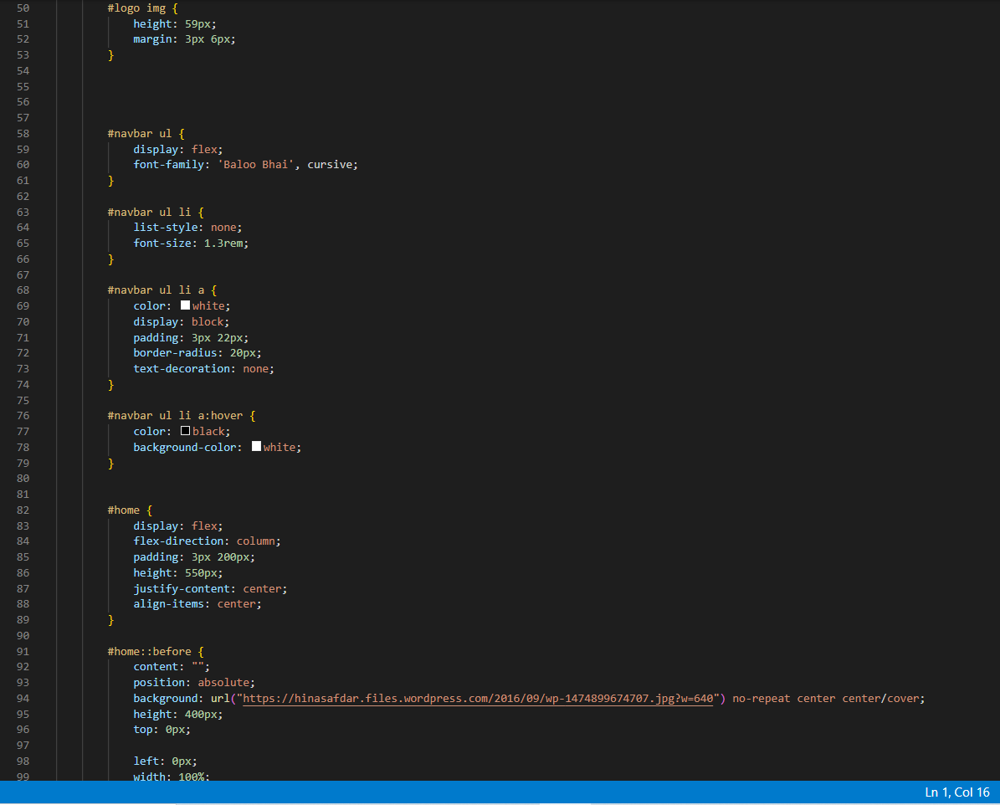 50 #logo img {
51 height: 59px;
52 margin: 3px 6px;
53 }
54
55
56
57
58 #navbar ul {
59 display: flex;
60 font-family: 'Baloo Bhai', cursive;
61 }
62
63 #navbar ul li {
64 list-style: none;
65 font-size: 1.3rem;
66 }
67
68 #navbar ul li a {
69 color: white;
70 display: block;
71 padding: 3px 22px;
72 border-radius: 20px;
73 text-decoration: none;
74 }
75
76 #navbar ul li a:hover {
77 color: black;
78 background-color: white;
79 }
80
81
82 #home {
83 display: flex;
84 flex-direction: column;
85 padding: 3px 200px;
86 height: 550px;
87 justify-content: center;
88 align-items: center;
89 }
90
91 #home::before {
92 content: "";
93 position: absolute;
94 background: url("https://hinasafdar.files.wordpress.com/2016/09/wp-1474899674707.jpg?w=640") no-repeat center center/cover;
95 height: 400px;
96 top: 0px;
97
98 left: 0px;
99 width: 100%;
Ln 1, Col 16